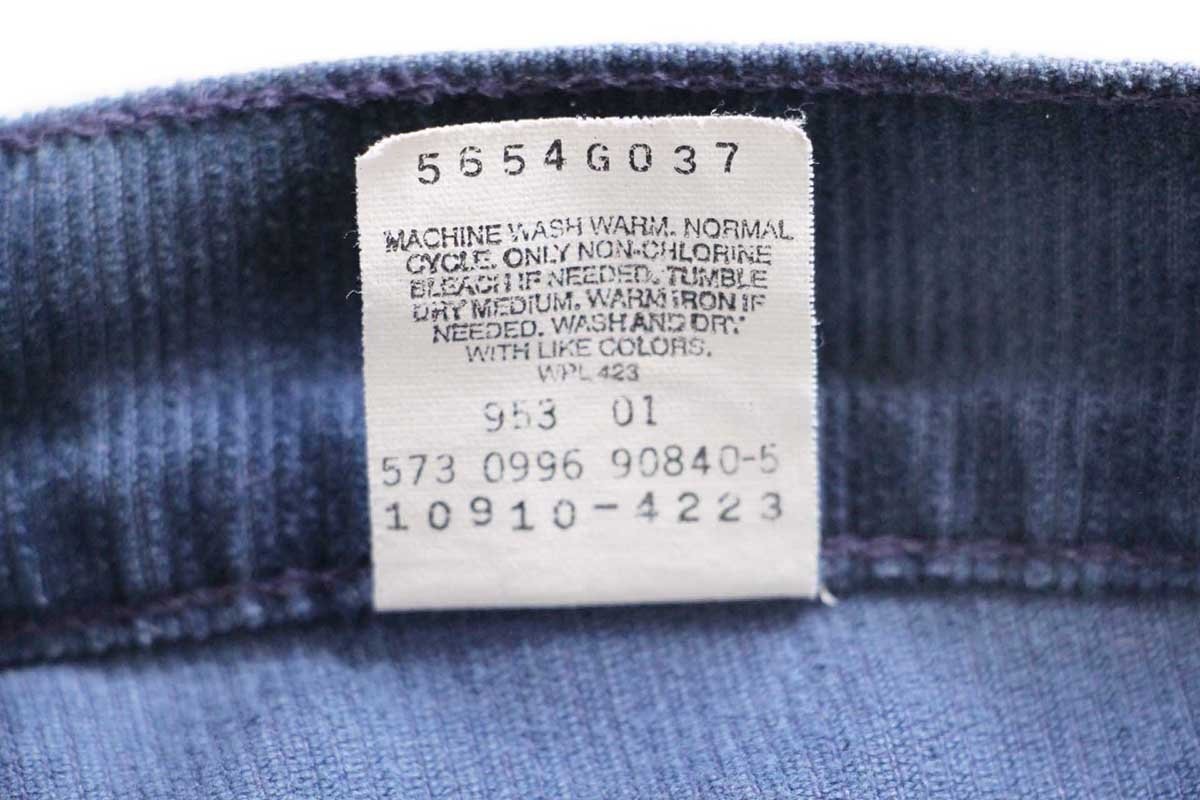 5654G037
MACHINE WASH WARM. NORMAL
CYCLE. ONLY NON-CHLORINE
BLEACH IF NEEDED. TUMBLE
DRY MEDIUM. WARM IRON IF
NEEDED. WASH AND DRY
WITH LIKE COLORS.
WPL 423
953 01
573 0996 90840-5
10910-4223